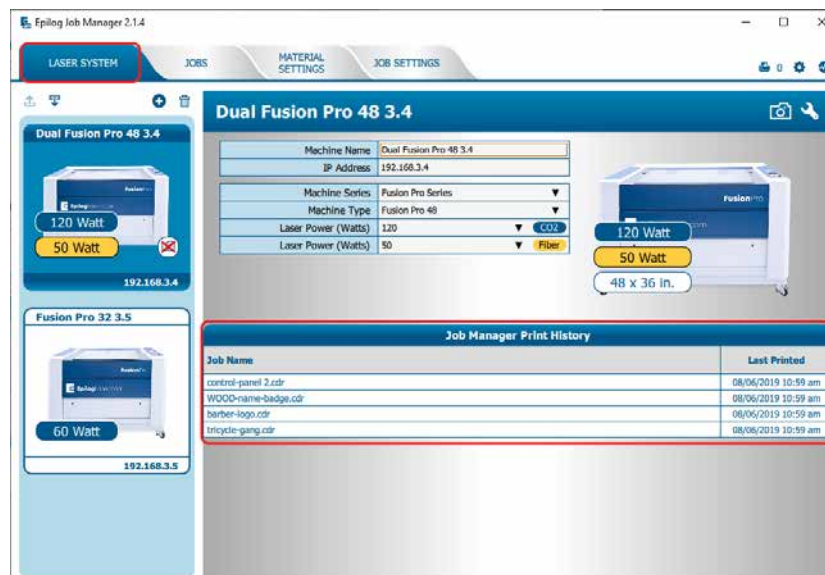 Epilog Job Manager 2.1.4
LASER SYSTEM
JOBS
MATERIAL
SETTINGS
JOB SETTINGS
0
Dual Fusion Pro 48 3.4
120 Watt
50 Watt
192.168.3.4
Fusion Pro 32 3.5
60 Watt
192.168.3.5
Dual Fusion Pro 48 3.4
Machine Name Dual Fusion Pro 48 3.4
IP Address 192.168.3.4
Machine Series Fusion Pro Series
Machine Type Fusion Pro 48
Laser Power (Watts) 120 CO2
Laser Power (Watts) 50 Fiber
FusionPro
120 Watt
50 Watt
48 x 36 in.
Job Manager Print History
Job Name Last Printed
control-panel 2.cdr 08/06/2019 10:59 am
WOOD-name-badge.cdr 08/06/2019 10:59 am
barber-logo.cdr 08/06/2019 10:59 am
tricycle-gang.cdr 08/06/2019 10:59 am